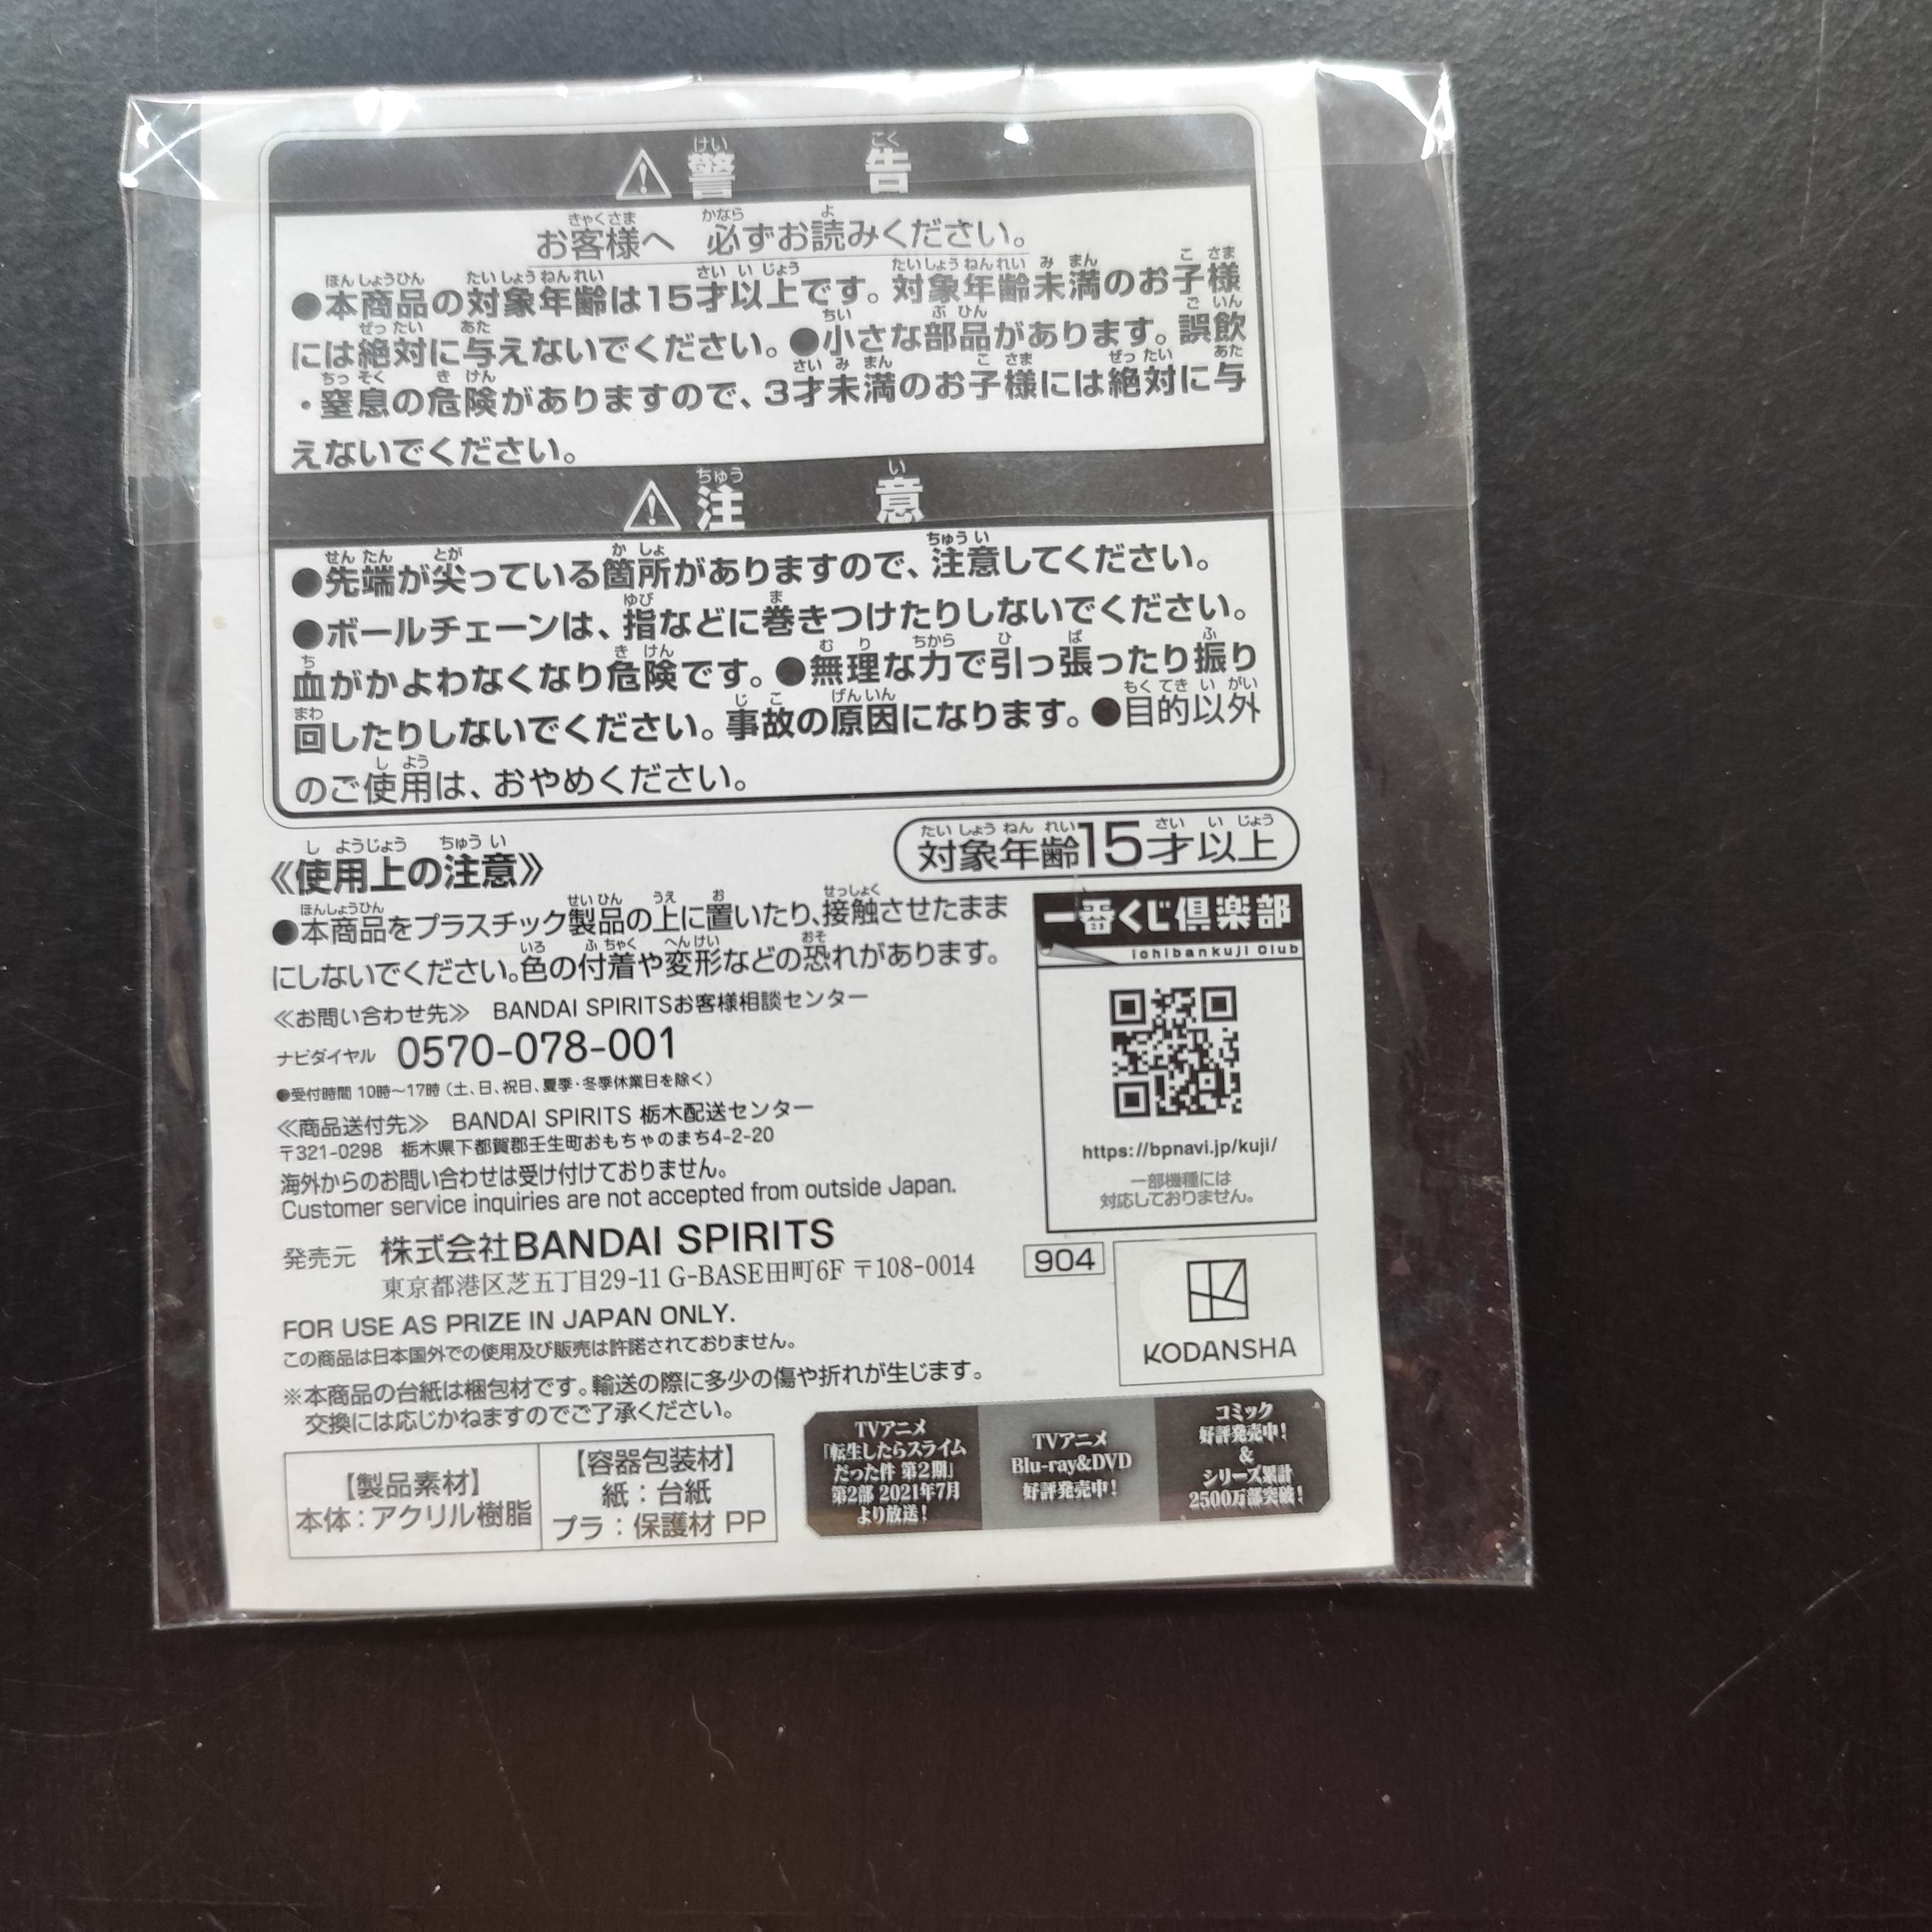 ⚠警告
お客様へ 必ずお読みください。
●本商品の対象年齢は15才以上です。対象年齢未満のお子様
には絶対に与えないでください。●小さな部品があります。誤飲
・窒息の危険がありますので、3才未満のお子様には絶対に与
えないでください。
⚠注意
●先端が尖っている箇所がありますので、注意してください。
●ボールチェーンは、指などに巻きつけたりしないでください。
血がかよわなくなり危険です。●無理な力で引っ張ったり振り
回したりしないでください。事故の原因になります。●目的以外
のご使用は、おやめください。
対象年齢15才以上
《使用上の注意》
●本商品をプラスチック製品の上に置いたり、接触させたまま
にしないでください。色の付着や変形などの恐れがあります。
≪お問い合わせ先≫ BANDAI SPIRITSお客様相談センター
ナビダイヤル 0570-078-001
●受付時間 10時～17時（土、日、祝日、夏季・冬季休業日を除く）
≪商品送付先≫ BANDAI SPIRITS 栃木配送センター
〒321-0298 栃木県下都賀郡壬生町おもちゃのまち4-2-20
海外からのお問い合わせは受け付けておりません。
Customer service inquiries are not accepted from outside Japan.
一番くじ倶楽部
Ichibankuji Club
https://bpnavi.jp/kuji/
一部機種には
対応しておりません。
発売元 株式会社BANDAI SPIRITS
東京都港区芝五丁目29-11 G-BASE田町6F 〒108-0014
904
KODANSHA
FOR USE AS PRIZE IN JAPAN ONLY.
この商品は日本国外での使用及び販売は許諾されておりません。
※本商品の台紙は梱包材です。輸送の際に多少の傷や折れが生じます。
交換には応じかねますのでご了承ください。
【製品素材】
本体：アクリル樹脂
【容器包装材】
紙：台紙
プラ：保護材 PP
TVアニメ
「転生したらスライム
だった件 第2期」
第2部 2021年7月
より放送！
TVアニメ
Blu-ray&DVD
好評発売中！
コミック
好評発売中！
&
シリーズ累計
2500万部突破！